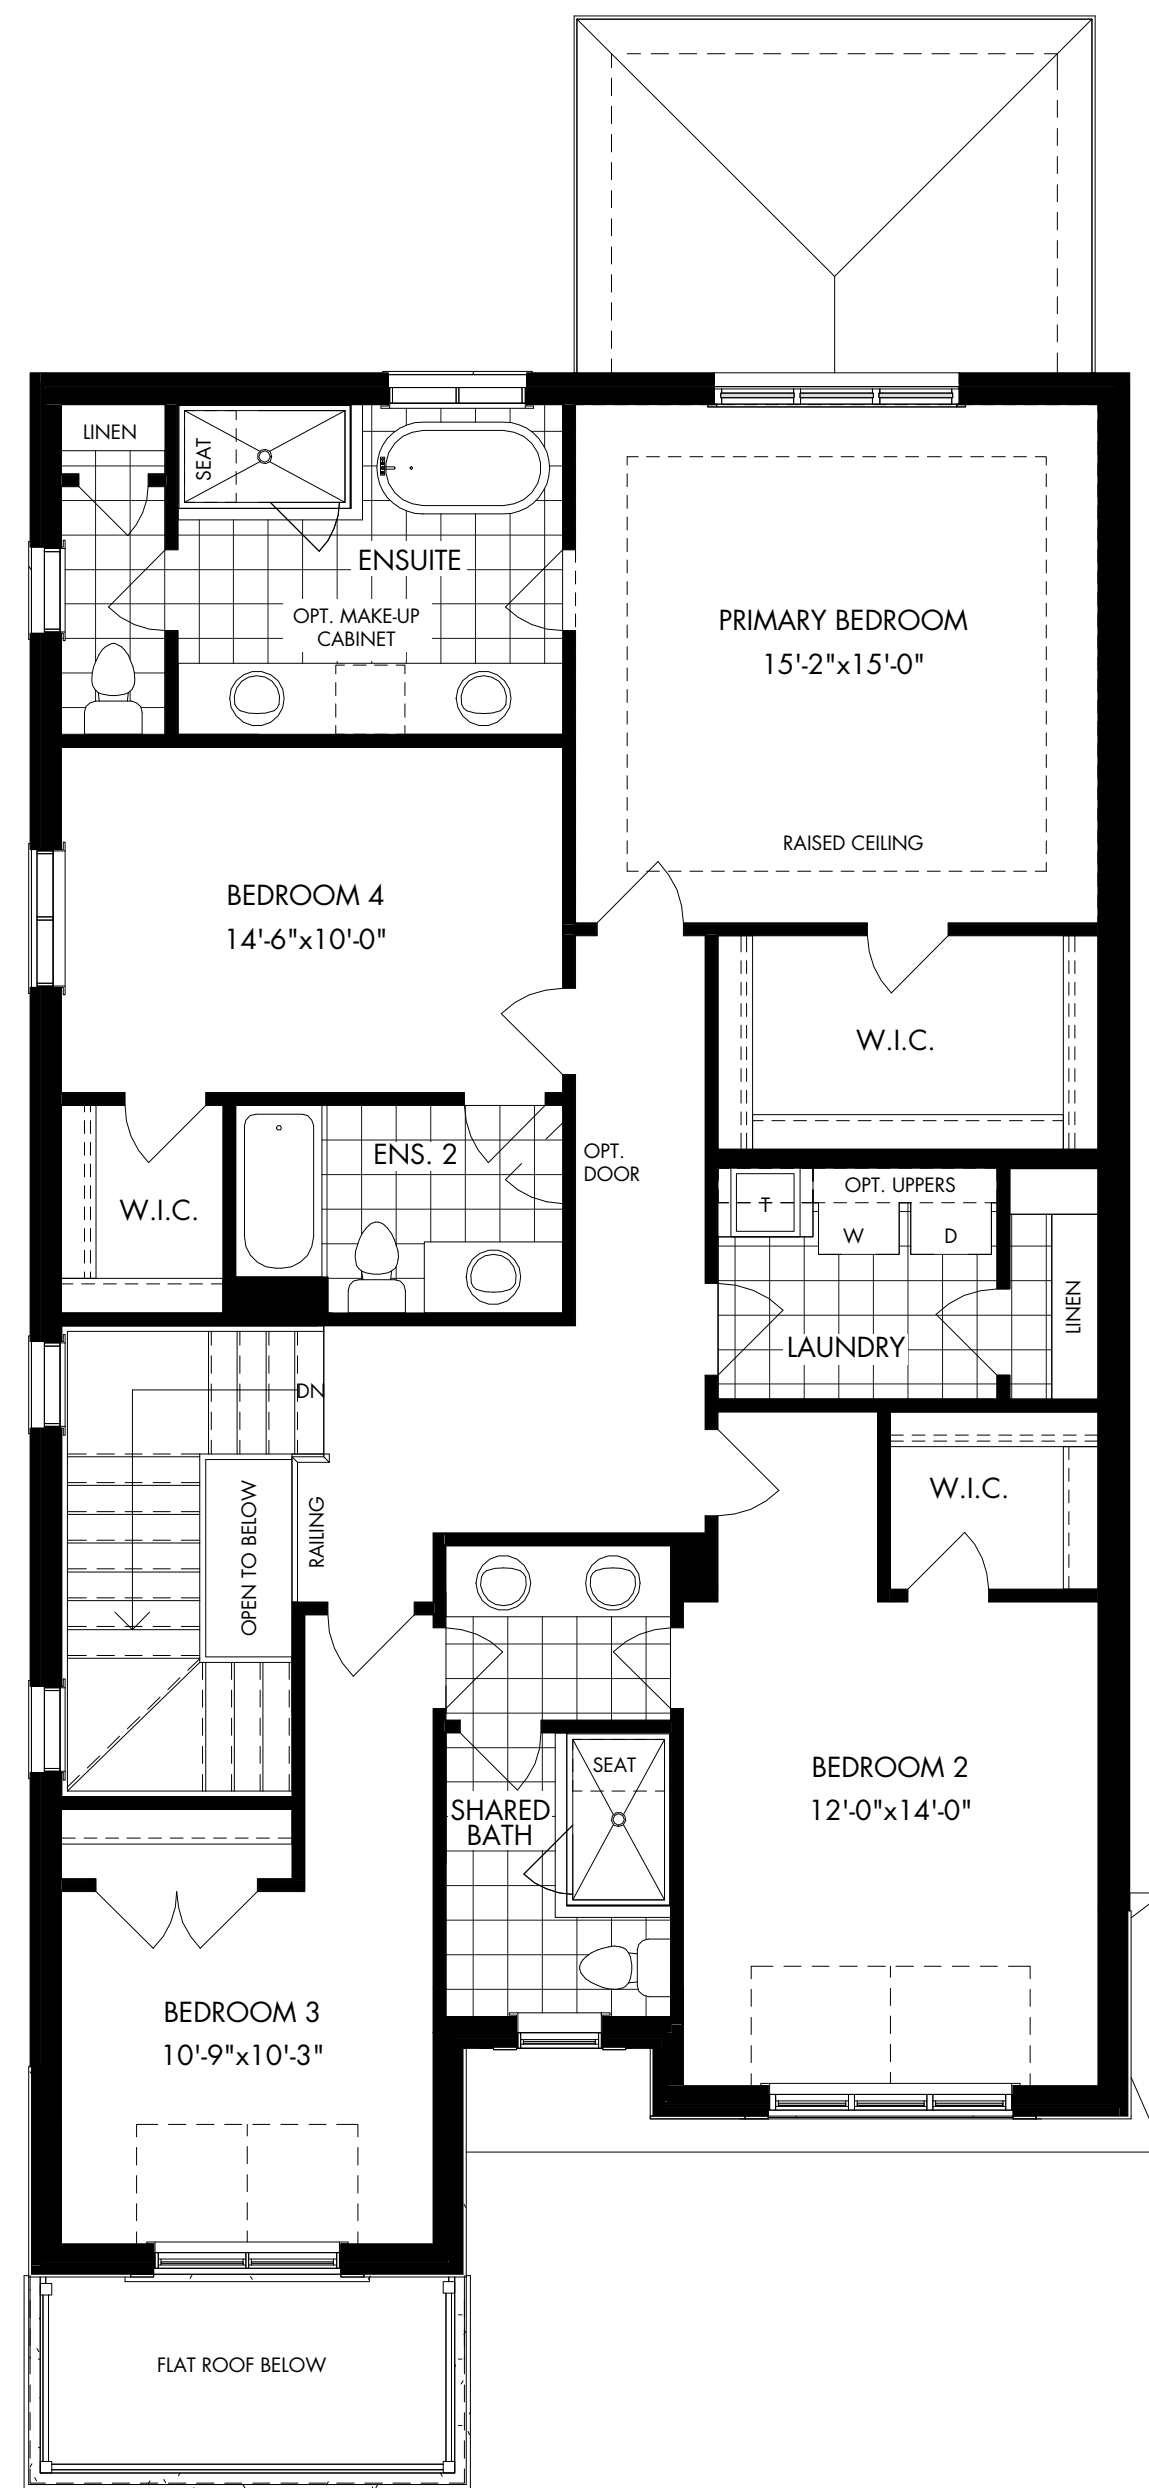 LINEN
SEAT
ENSUITE
OPT. MAKE-UP
CABINET
PRIMARY BEDROOM
15'-2"x15'-0"
RAISED CEILING
BEDROOM 4
14'-6"x10'-0"
W.I.C.
ENS. 2
OPT.
DOOR
W.I.C.
T
OPT. UPPERS
W
D
LINEN
LAUNDRY
DN
OPEN TO BELOW
RAILING
W.I.C.
SEAT
SHARED
BATH
BEDROOM 2
12'-0"x14'-0"
BEDROOM 3
10'-9"x10'-3"
FLAT ROOF BELOW